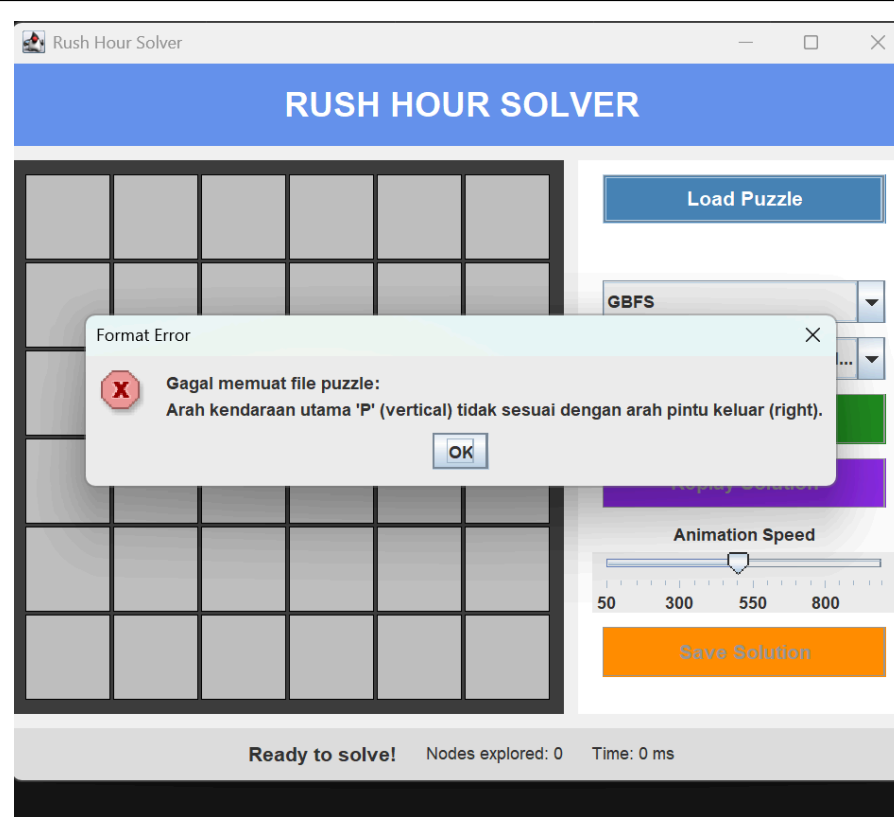 Rush Hour Solver
RUSH HOUR SOLVER
Load Puzzle
GBFS
Format Error
Gagal memuat file puzzle:
Arah kendaraan utama 'P' (vertical) tidak sesuai dengan arah pintu keluar (right).
OK
Replay Solution
Animation Speed
50 300 550 800
Save Solution
Ready to solve! Nodes explored: 0 Time: 0 ms